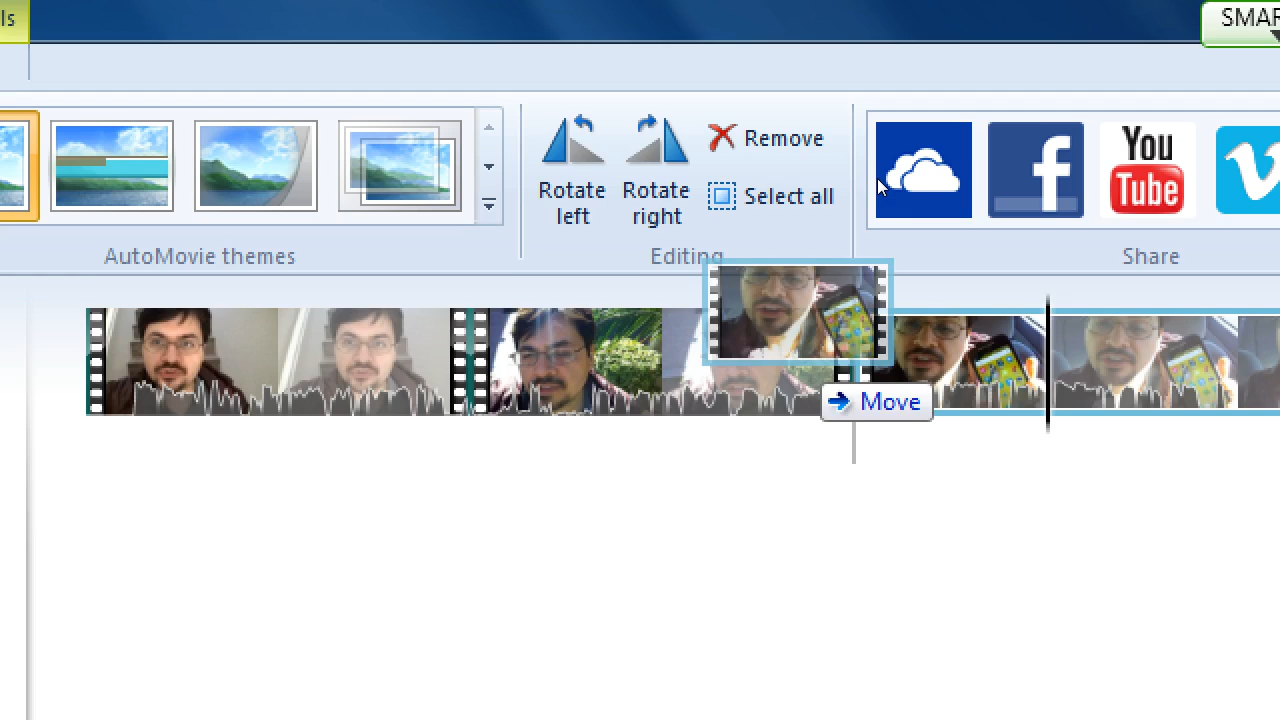 ls
SMAR
Rotate
left
Rotate
right
Remove
Select all
f
You
Tube
AutoMovie themes
Editing
Share
Move